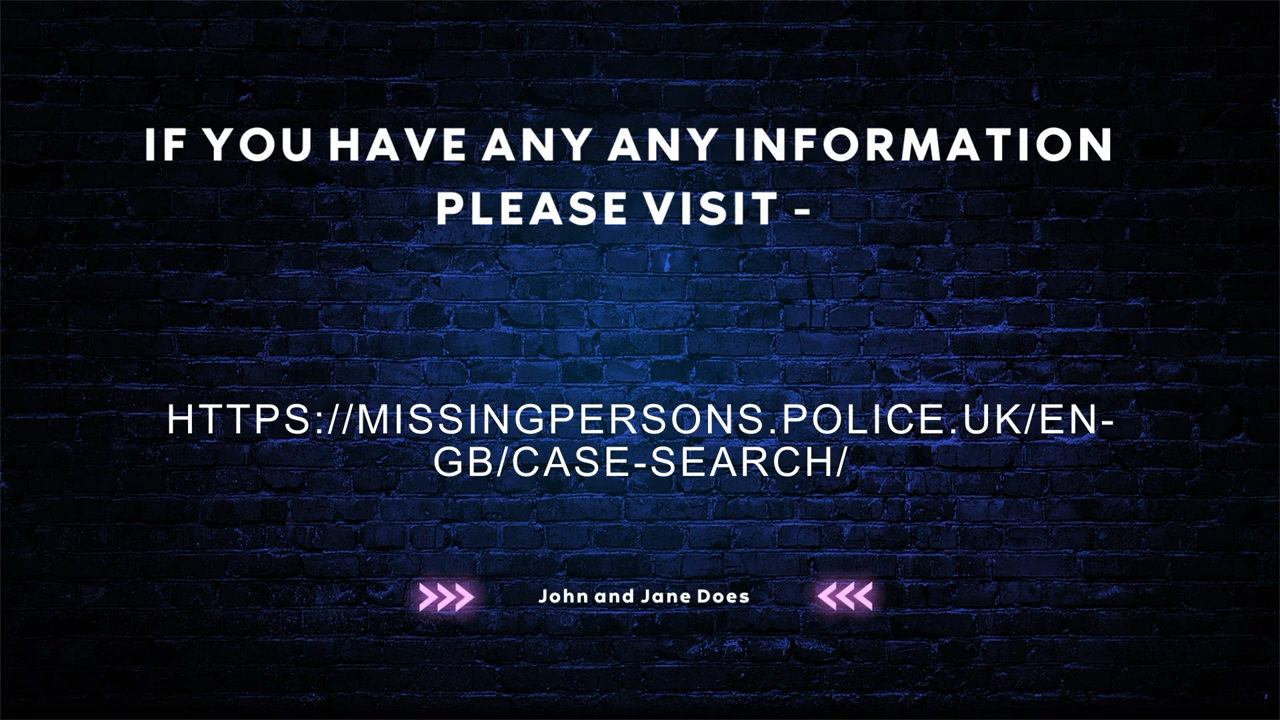 IF YOU HAVE ANY ANY INFORMATION
PLEASE VISIT -
HTTPS://MISSINGPERSONS.POLICE.UK/EN-
GB/CASE-SEARCH/
John and Jane Does